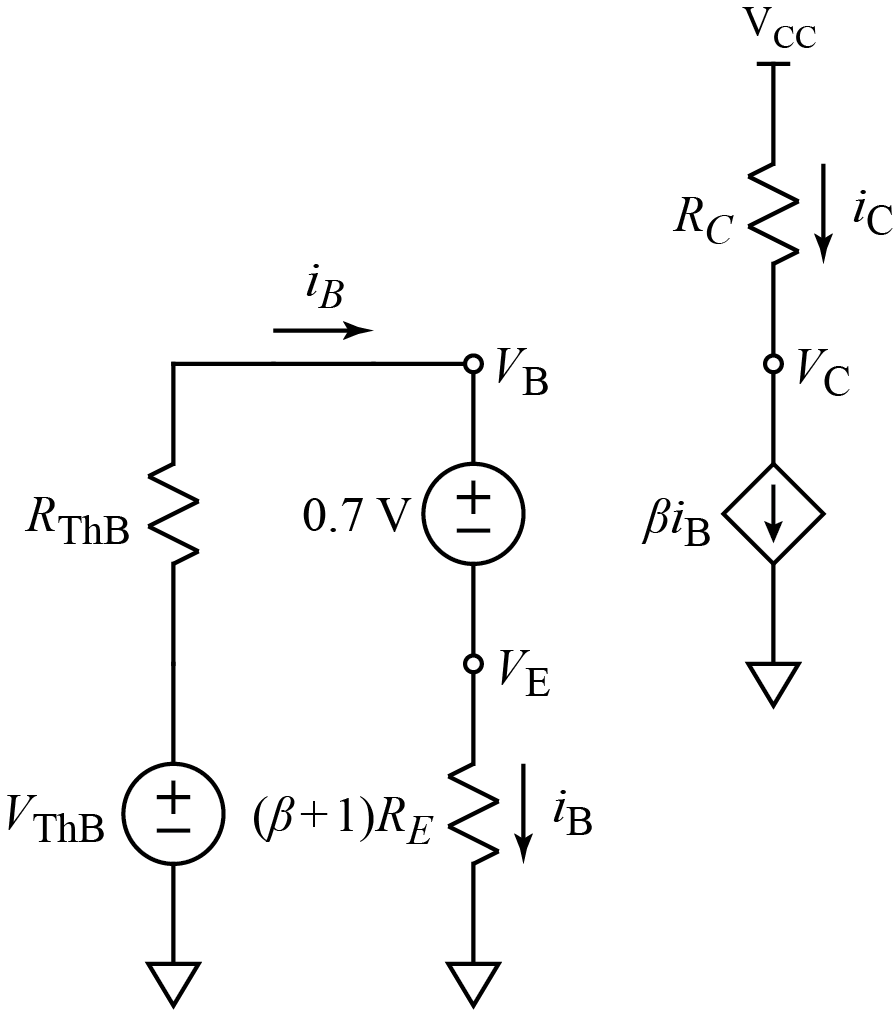 V_CC
R_C
i_C
i_B
V_B
V_C
R_ThB
0.7 V
βi_B
V_E
V_ThB
(β+1)R_E
i_B